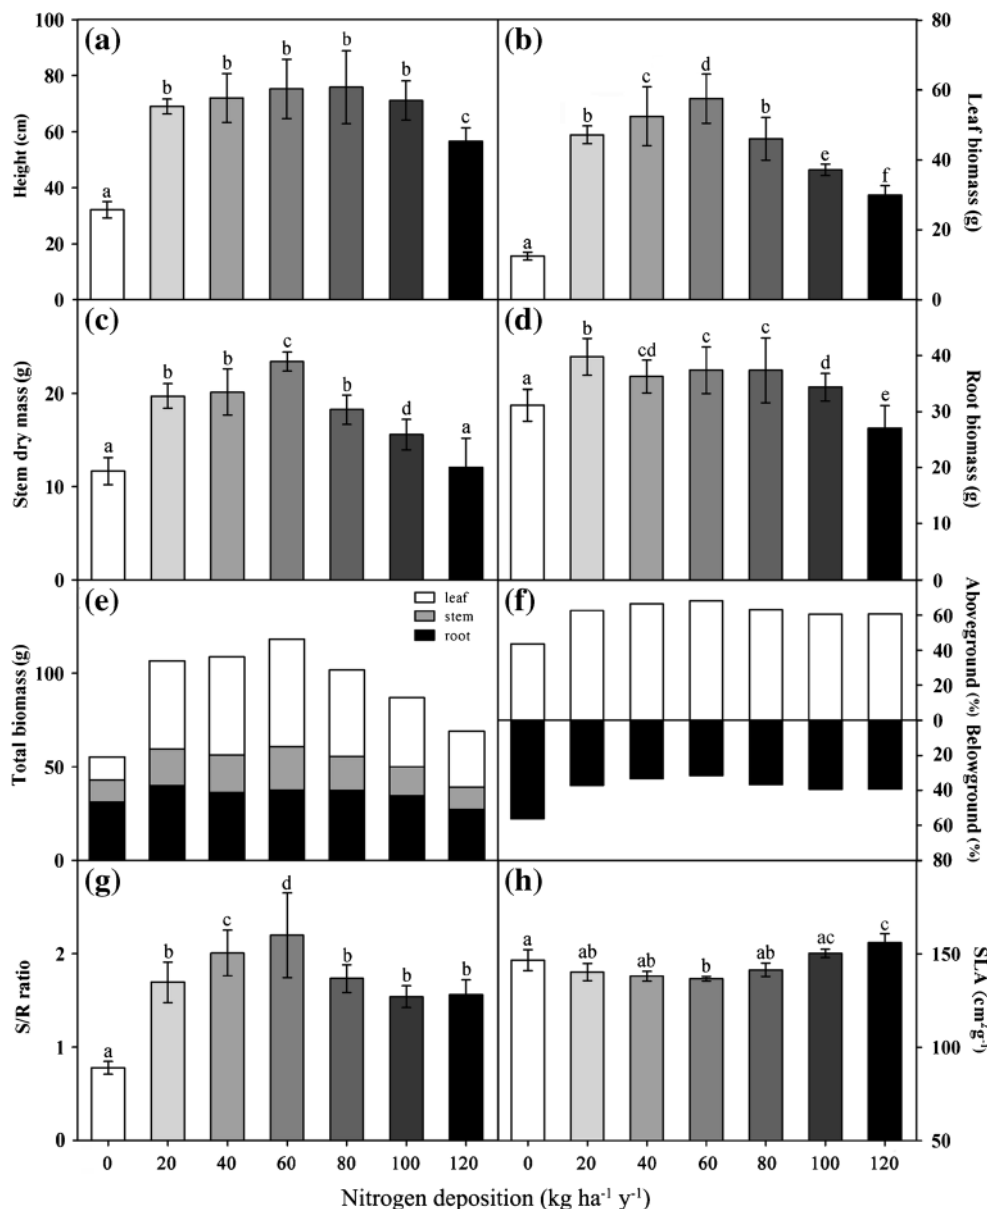 (a)
(b)
100
80
60
40
20
0
Height (cm)
a
b
b
b
b
b
c
a
b
c
d
b
e
f
80
60
40
20
0
Leaf biomass (g)
(c)
(d)
20
10
0
Stem dry mass (g)
a
b
b
c
b
d
a
a
b
cd
c
c
d
e
40
30
20
10
0
Root biomass (g)
(e)
(f)
leaf
stem
root
100
50
0
Total biomass (g)
60
40
20
0
20
40
60
80
Aboveground (%)
Belowground (%)
(g)
(h)
2
1
0
S/R ratio
a
b
c
d
b
b
b
a
ab
ab
b
ab
ac
c
150
100
50
SLA (cm²g⁻¹)
0 20 40 60 80 100 120 0 20 40 60 80 100 120
Nitrogen deposition (kg ha⁻¹ y⁻¹)